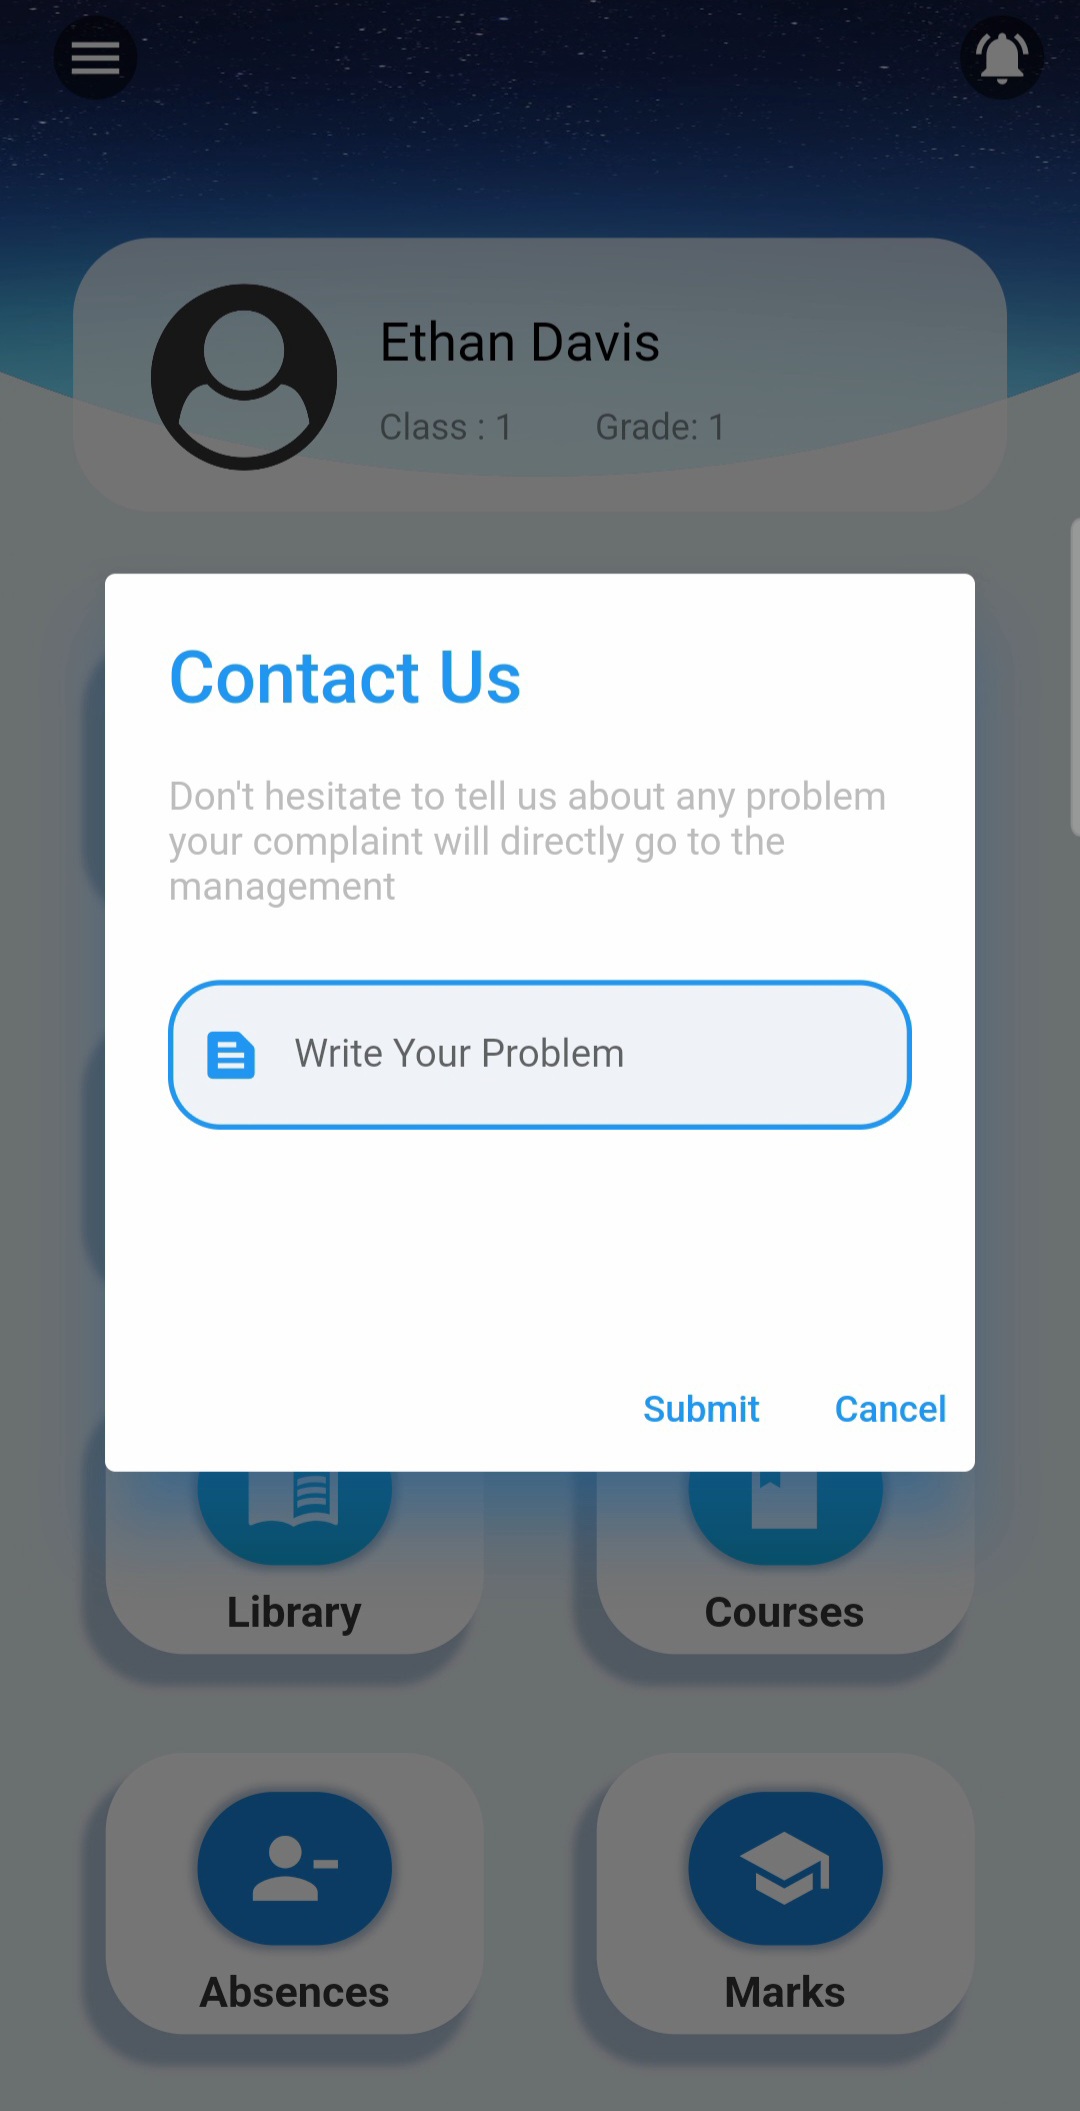 Ethan Davis
Class : 1 Grade: 1
Contact Us
Don't hesitate to tell us about any problem
your complaint will directly go to the
management
Write Your Problem
Submit Cancel
Library Courses
Absences Marks